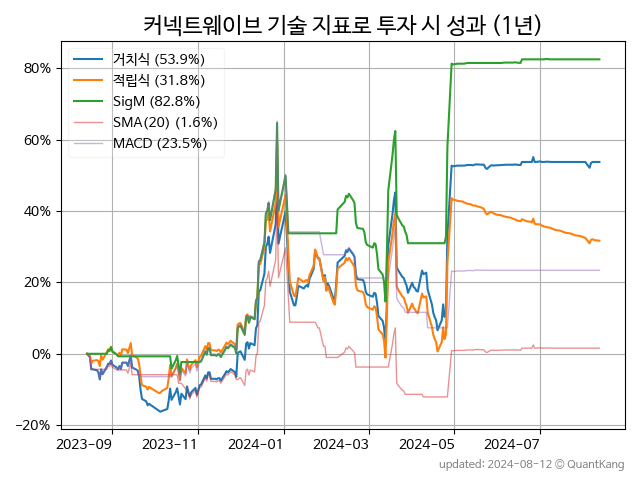 커넥트웨이브 기술 지표로 투자 시 성과 (1년)
거치식 (53.9%)
적립식 (31.8%)
SigM (82.8%)
SMA(20) (1.6%)
MACD (23.5%)
80%
60%
40%
20%
0%
−20%
2023-09
2023-11
2024-01
2024-03
2024-05
2024-07
updated: 2024-08-12 © QuantKang